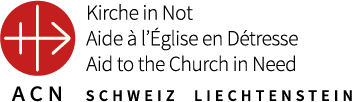 Kirche in Not
Aide à l'Église en Détresse
Aid to the Church in Need
ACN SCHWEIZ LIECHTENSTEIN